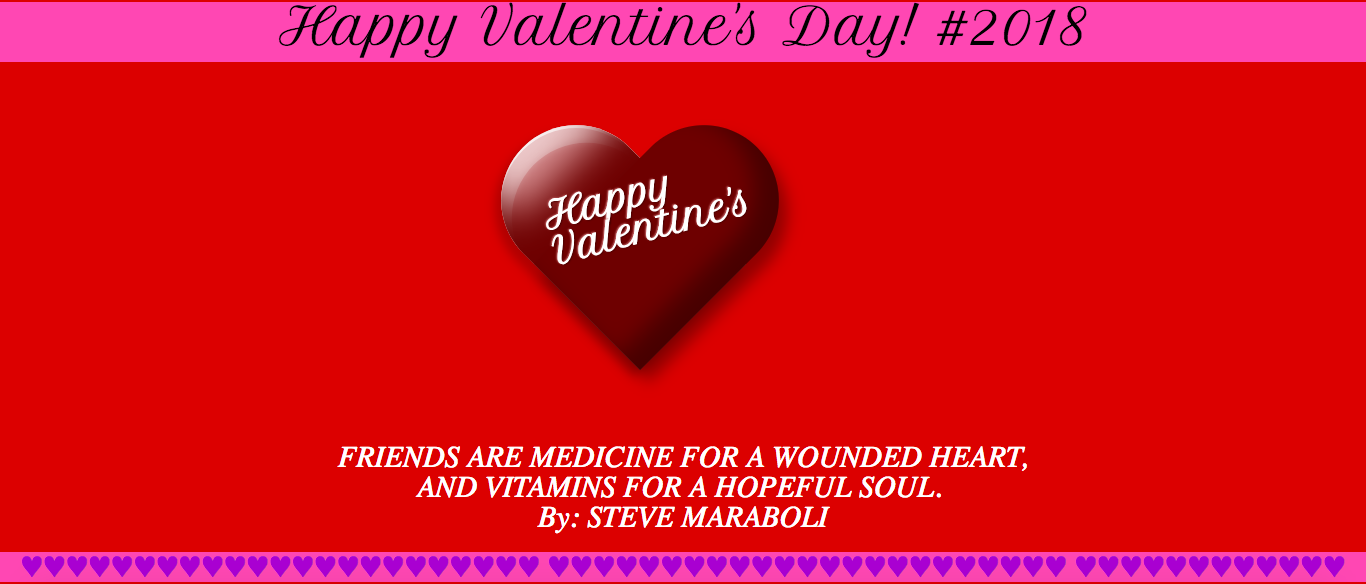 Happy Valentine's Day! #2018
Happy
Valentine's
FRIENDS ARE MEDICINE FOR A WOUNDED HEART,
AND VITAMINS FOR A HOPEFUL SOUL.
By: STEVE MARABOLI